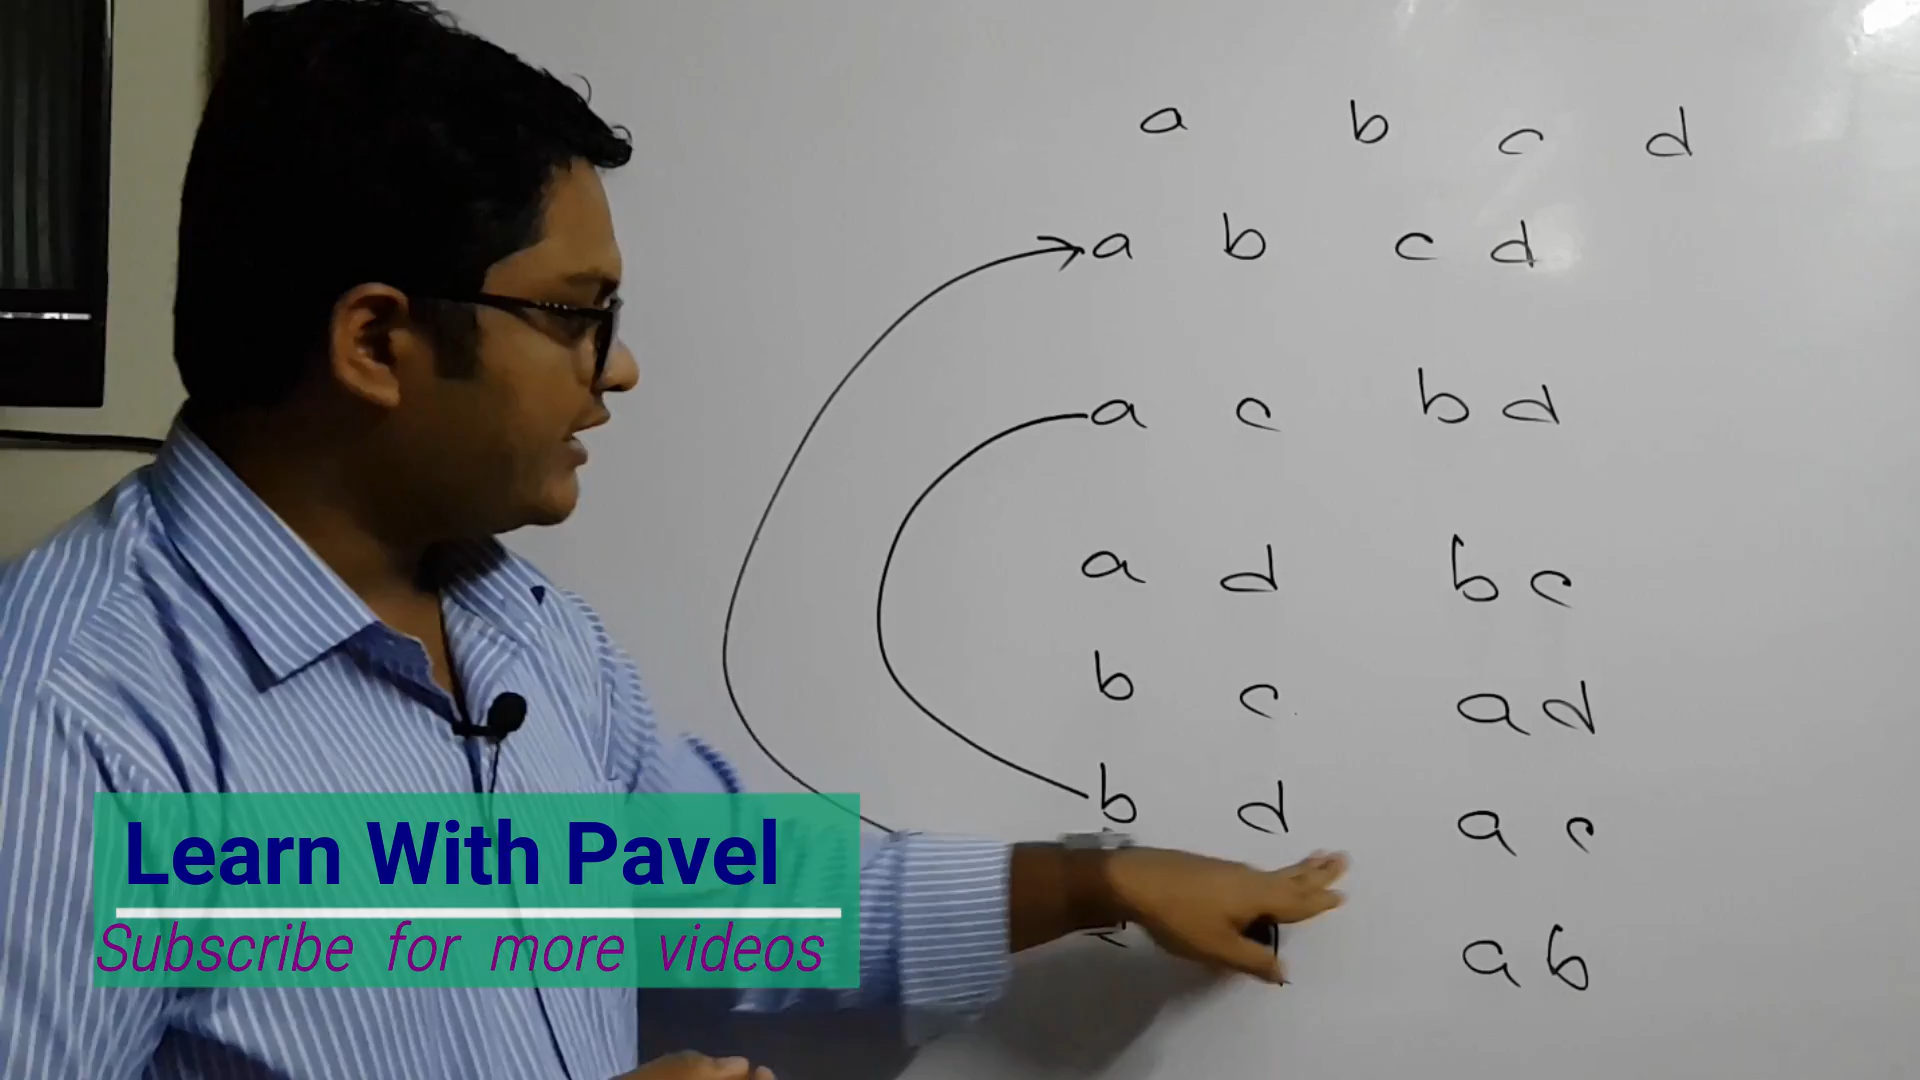 a b c d
a b c d
a c b d
a d b c
b c a d
b d a c
a b
Learn With Pavel
Subscribe for more videos